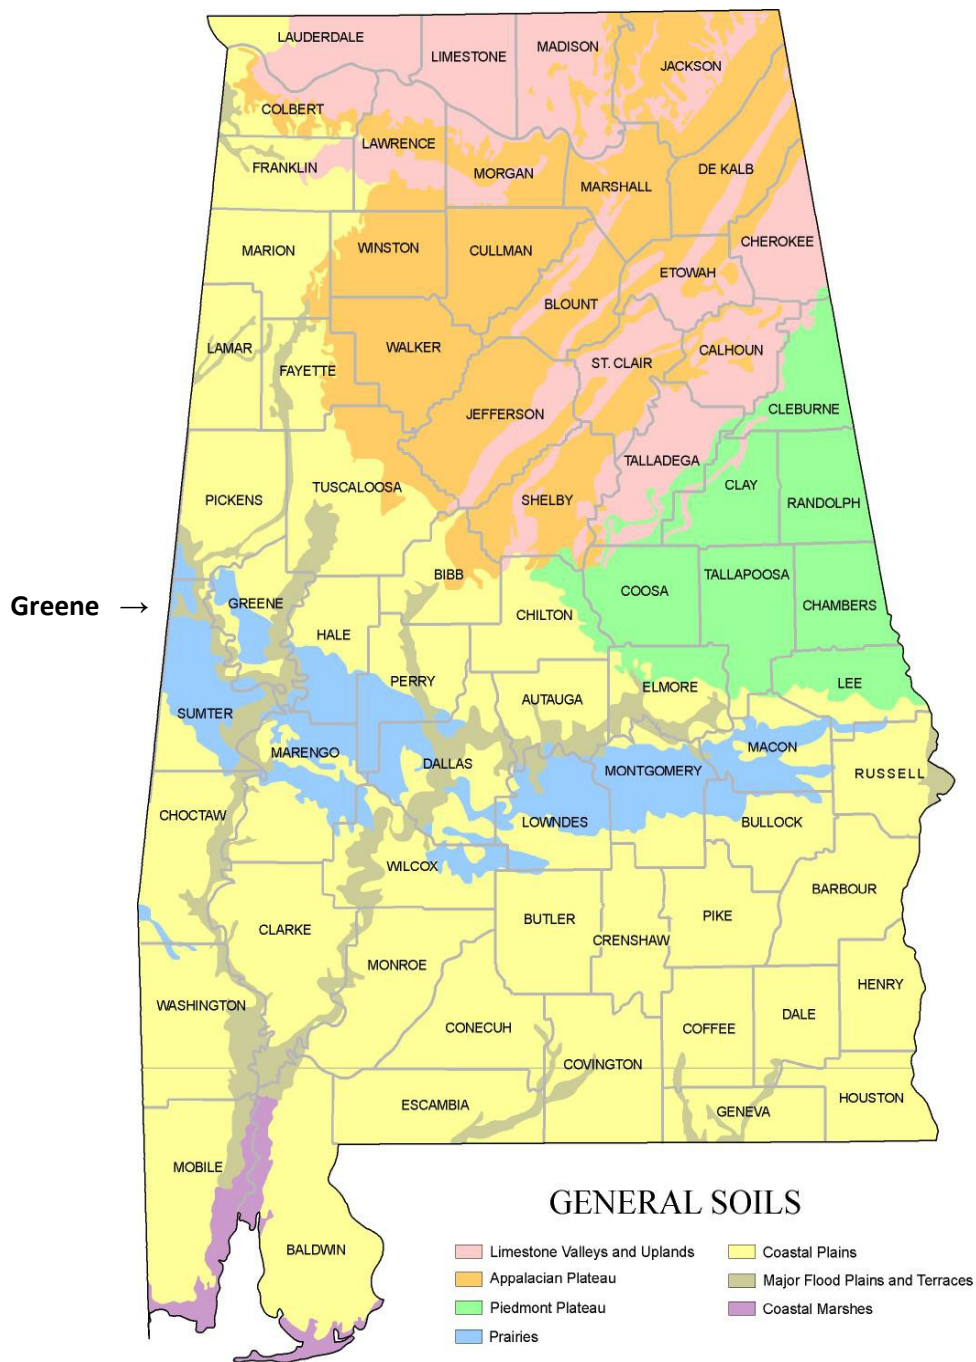 LAUDERDALE
LIMESTONE
MADISON
JACKSON
COLBERT
LAWRENCE
FRANKLIN
MORGAN
DE KALB
MARSHALL
MARION
WINSTON
CULLMAN
CHEROKEE
ETOWAH
BLOUNT
LAMAR
WALKER
ST. CLAIR
CALHOUN
FAYETTE
JEFFERSON
CLEBURNE
TALLADEGA
PICKENS
TUSCALOOSA
SHELBY
CLAY
RANDOLPH
BIBB
Greene →
GREENE
COOSA
TALLAPOOSA
CHAMBERS
HALE
CHILTON
PERRY
ELMORE
LEE
SUMTER
AUTAUGA
MARENGO
DALLAS
MONTGOMERY
MACON
RUSSELL
CHOCTAW
LOWNDES
BULLOCK
WILCOX
BARBOUR
CLARKE
BUTLER
PIKE
CRENSHAW
MONROE
HENRY
WASHINGTON
CONECUH
COFFEE
DALE
COVINGTON
ESCAMBIA
GENEVA
HOUSTON
MOBILE
BALDWIN
GENERAL SOILS
Limestone Valleys and Uplands
Appalacian Plateau
Piedmont Plateau
Prairies
Coastal Plains
Major Flood Plains and Terraces
Coastal Marshes